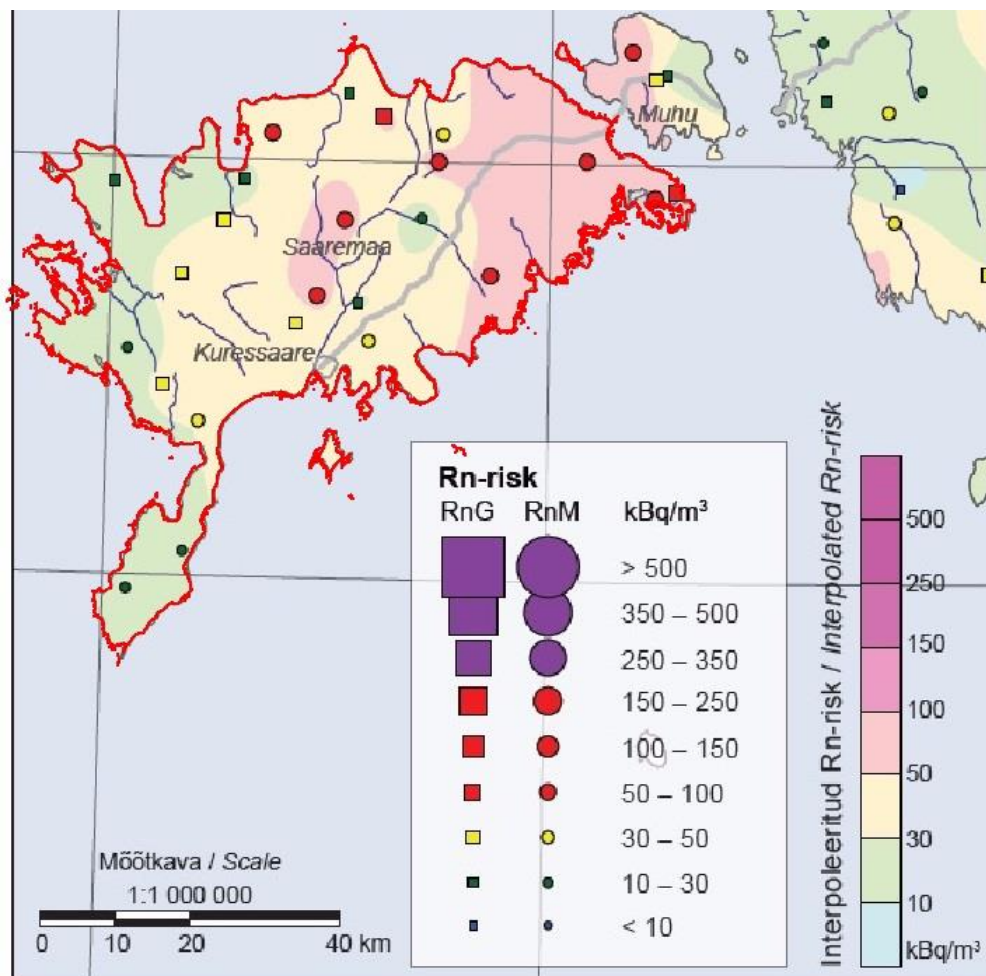 Muhu
Saaremaa
Kuressaare
Rn-risk
RnG RnM kBq/m³
> 500
350 – 500
250 – 350
150 – 250
100 – 150
50 – 100
30 – 50
10 – 30
< 10
Mõõtkava / Scale
1:1 000 000
0 10 20 40 km
Interpoleeritud Rn-risk / Interpolated Rn-risk
500
250
150
100
50
30
10
kBq/m³